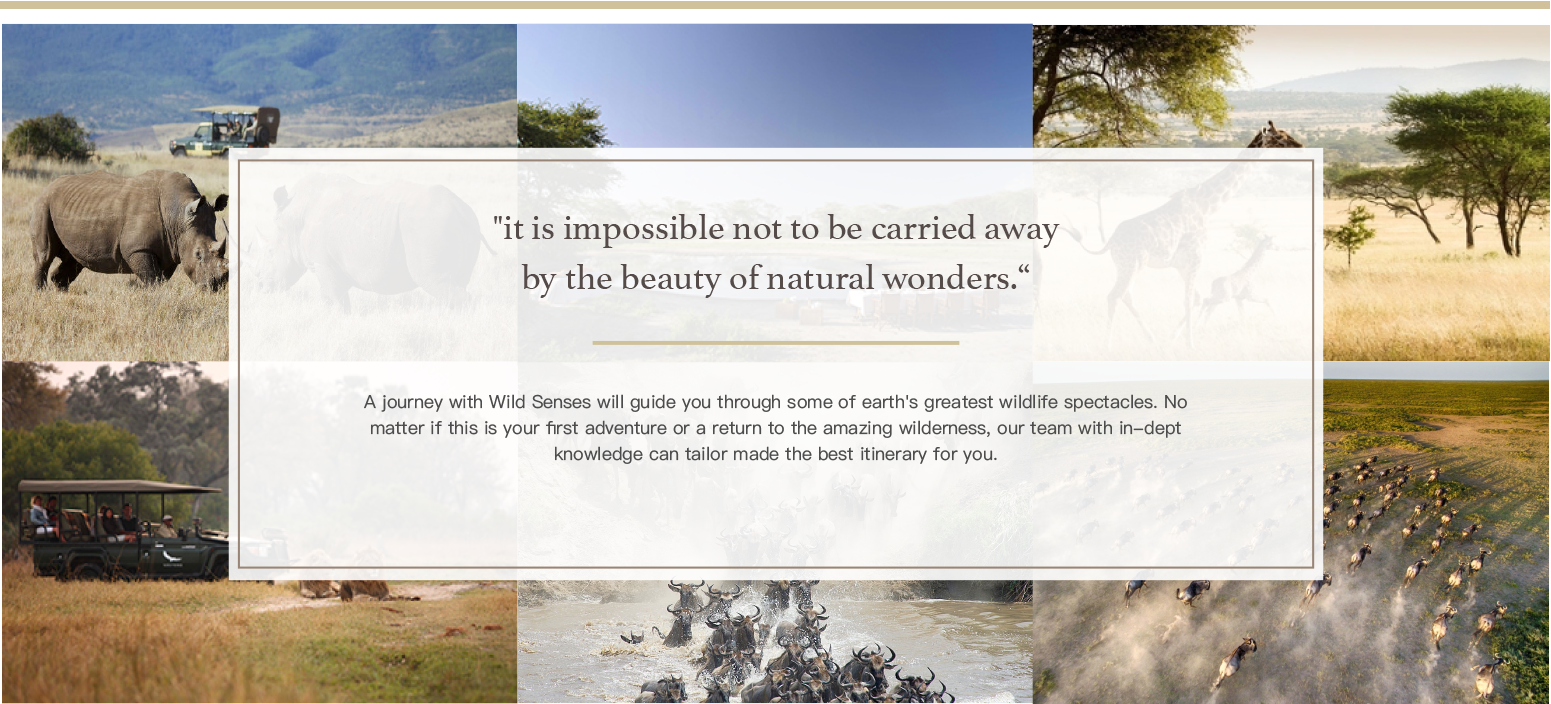 "it is impossible not to be carried away
by the beauty of natural wonders.“
A journey with Wild Senses will guide you through some of earth's greatest wildlife spectacles. No
matter if this is your first adventure or a return to the amazing wilderness, our team with in–dept
knowledge can tailor made the best itinerary for you.